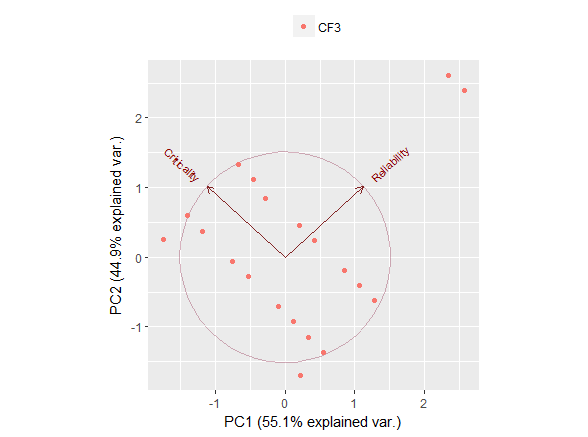 CF3
Criticality
Reliability
2
1
0
-1
PC2 (44.9% explained var.)
-1
0
1
2
PC1 (55.1% explained var.)